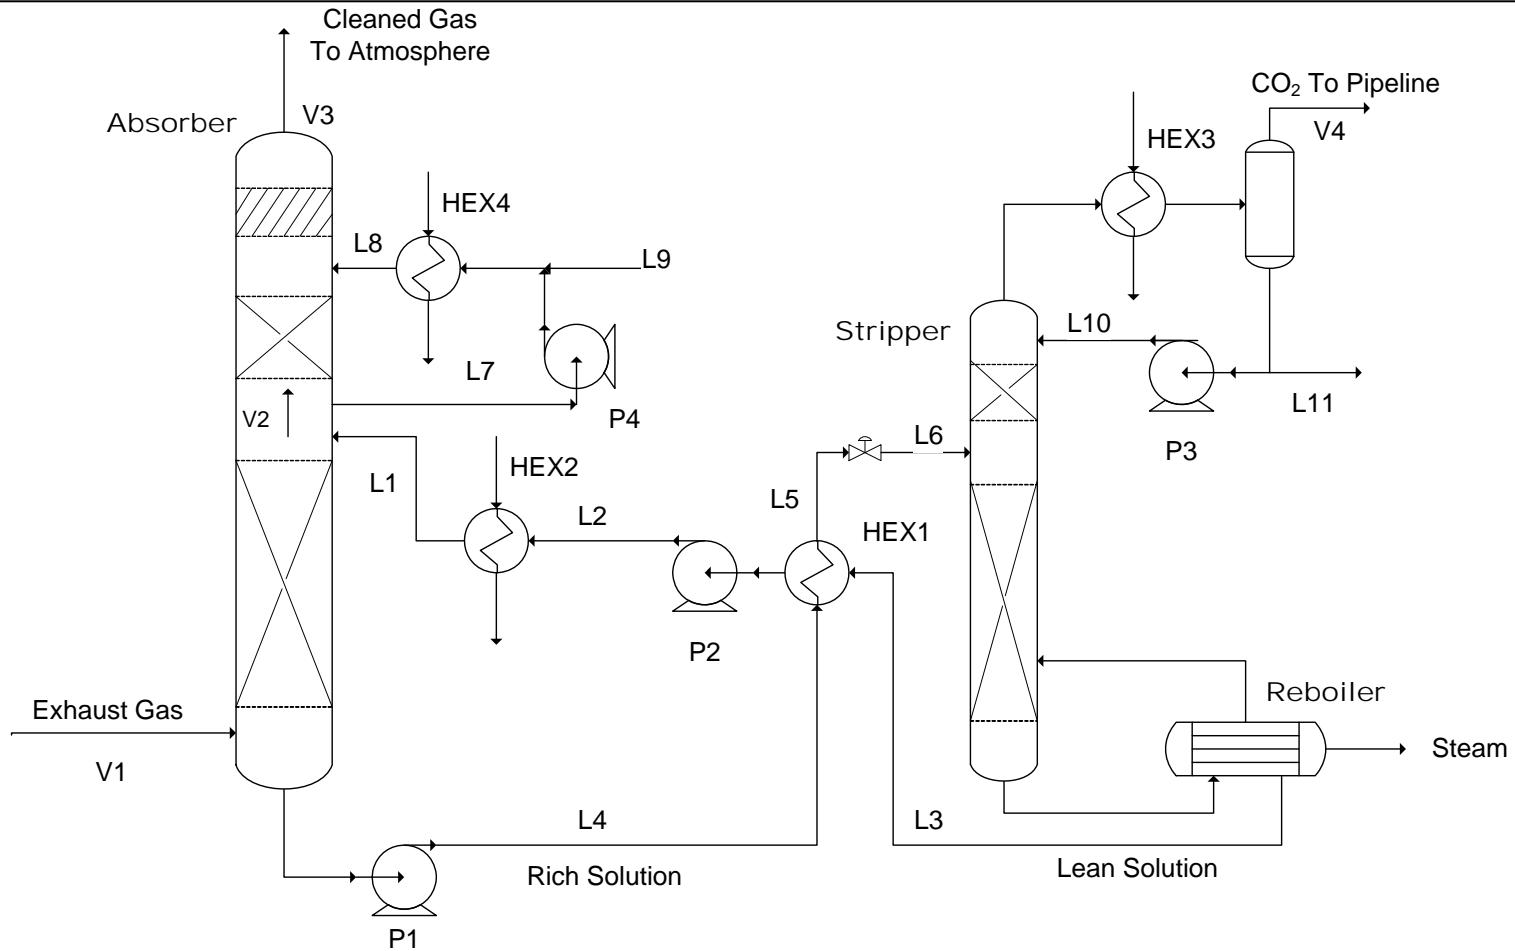 Cleaned Gas
To Atmosphere
CO₂ To Pipeline
V3
Absorber
V4
HEX3
HEX4
L8
L9
L10
Stripper
L7
L11
V2
P4
L6
P3
HEX2
L1
L5
L2
HEX1
P2
Reboiler
Exhaust Gas
Steam
V1
L4
L3
Rich Solution
Lean Solution
P1